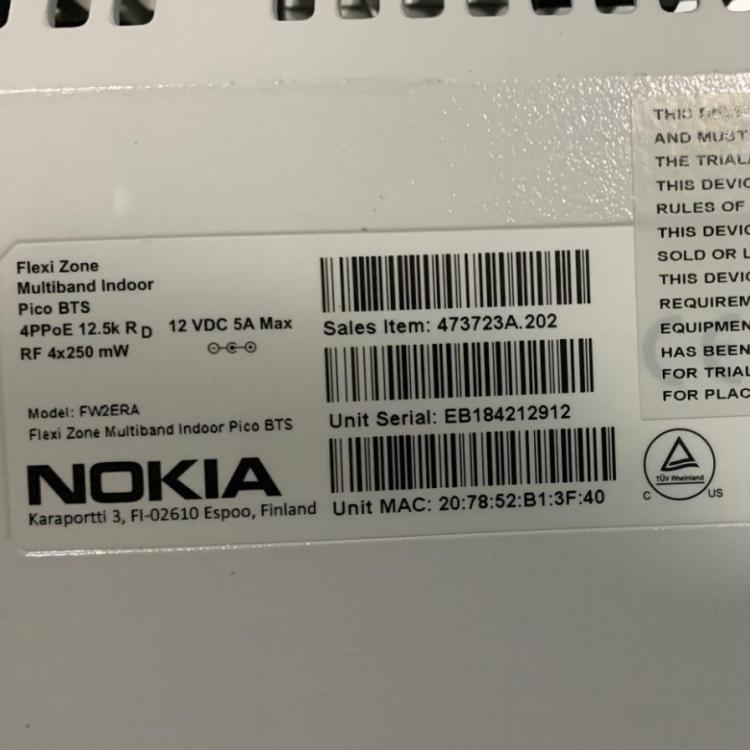 Flexi Zone
Multiband Indoor
Pico BTS
4PPoE 12.5k R D 12 VDC 5A Max
RF 4x250 mW
Model: FW2ERA
Flexi Zone Multiband Indoor Pico BTS
NOKIA
Karaportti 3, FI-02610 Espoo, Finland
Sales Item: 473723A.202
Unit Serial: EB184212912
Unit MAC: 20:78:52:B1:3F:40
THIS
AND MUST
THE TRIAL
THIS DEVIC
RULES OF
THIS DEVIC
SOLD OR L
THIS DEVIC
REQUIREM
EQUIPMEN
HAS BEEN
FOR TRIAL
FOR PLAC
TÜV Rheinland
C US